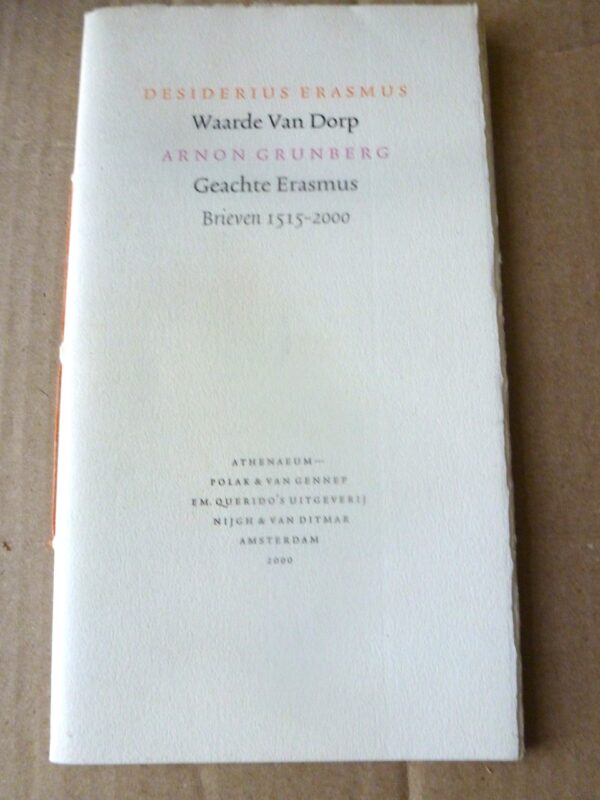 DESIDERIUS ERASMUS
Waarde Van Dorp
ARNON GRUNBERG
Geachte Erasmus
Brieven 1515–2000
ATHENAEUM—
POLAK & VAN GENNEP
EM. QUERIDO'S UITGEVERIJ
NIJGH & VAN DITMAR
AMSTERDAM
2000